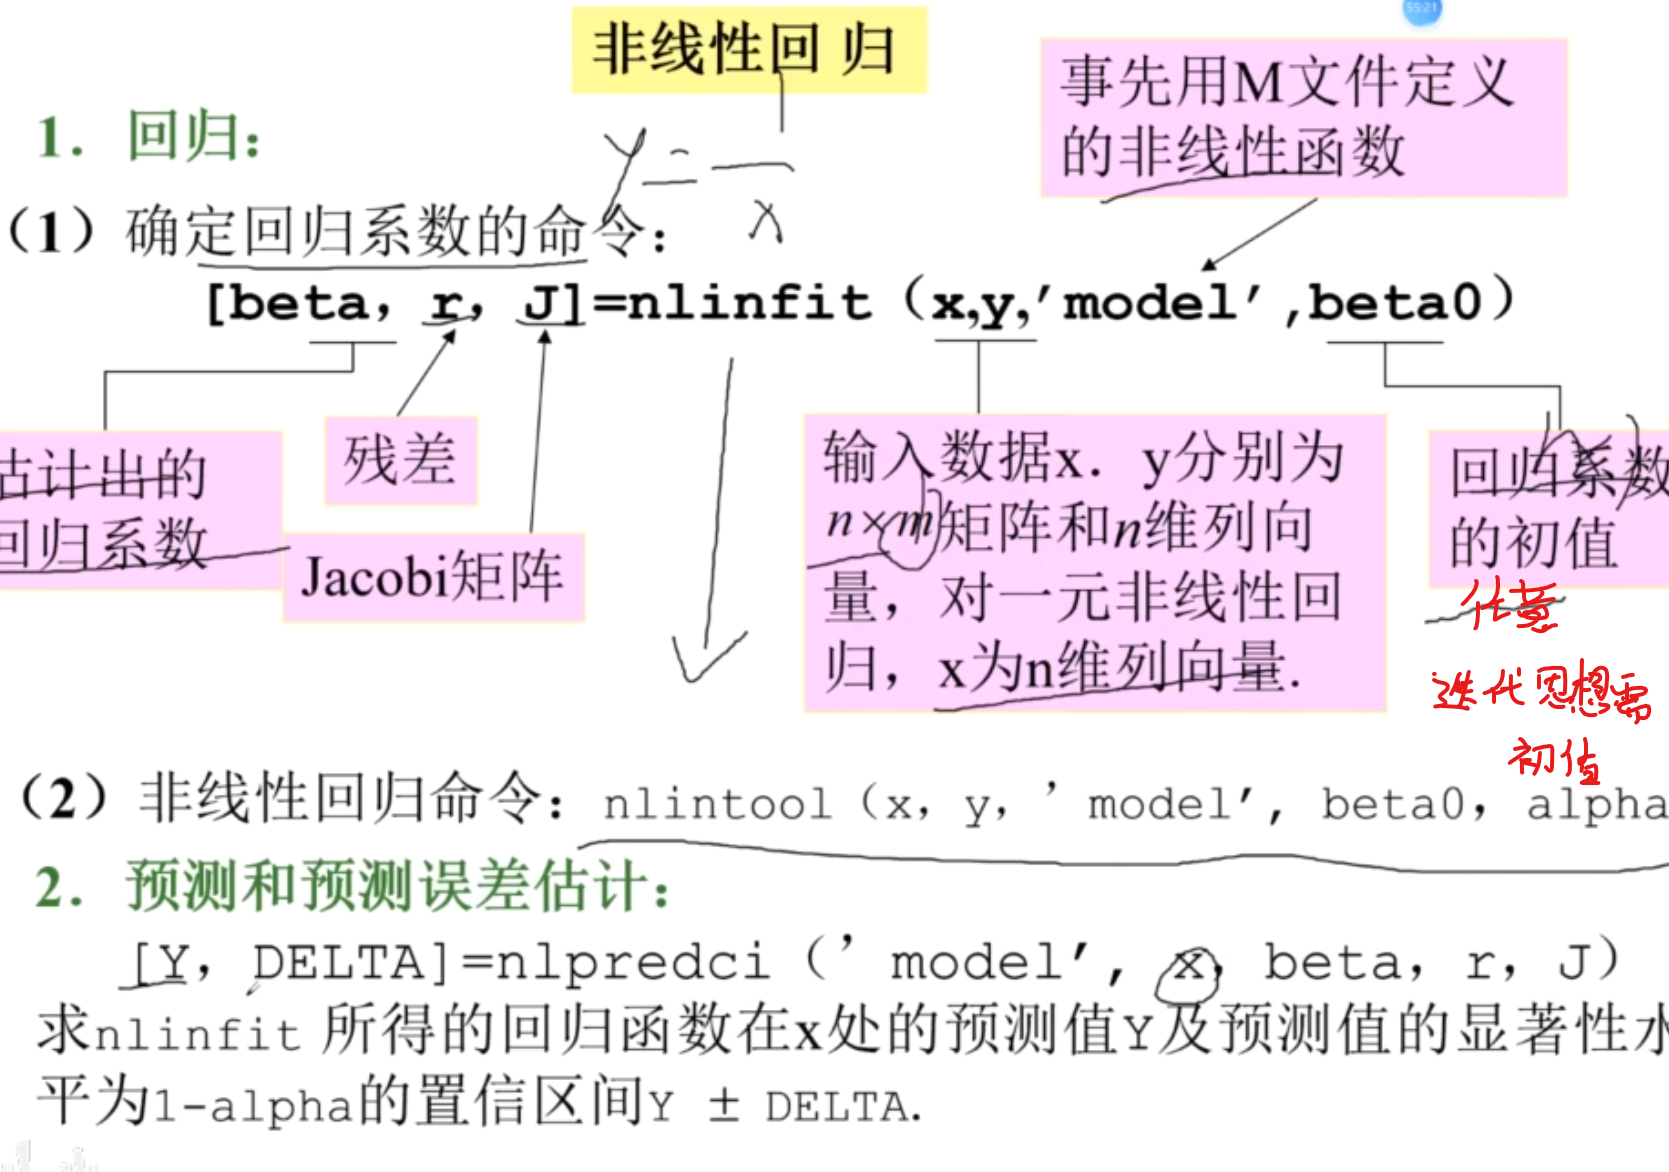 55:21
非线性回 归
事先用M文件定义
的非线性函数
1. 回归：
y = — x
（1）确定回归系数的命令：
[beta, r, J]=nlinfit（x,y,'model',beta0）
估计出的
回归系数
残差
Jacobi矩阵
输入数据x. y分别为
n×m矩阵和n维列向
量，对一元非线性回
归，x为n维列向量.
回归系数
的初值
任意
迭代思想需
初值
（2）非线性回归命令：nlintool（x, y, ’model′, beta0, alpha
2. 预测和预测误差估计：
[Y, DELTA]=nlpredci（’model′, x, beta, r, J）
求nlinfit 所得的回归函数在x处的预测值Y及预测值的显著性水
平为1-alpha的置信区间Y ± DELTA.